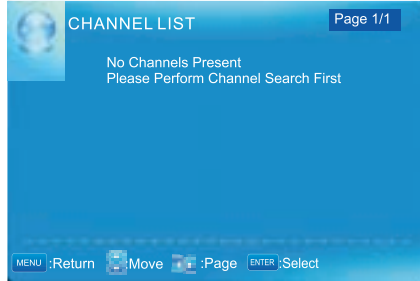 CHANNEL LIST
Page 1/1
No Channels Present
Please Perform Channel Search First
MENU :Return :Move :Page ENTER :Select